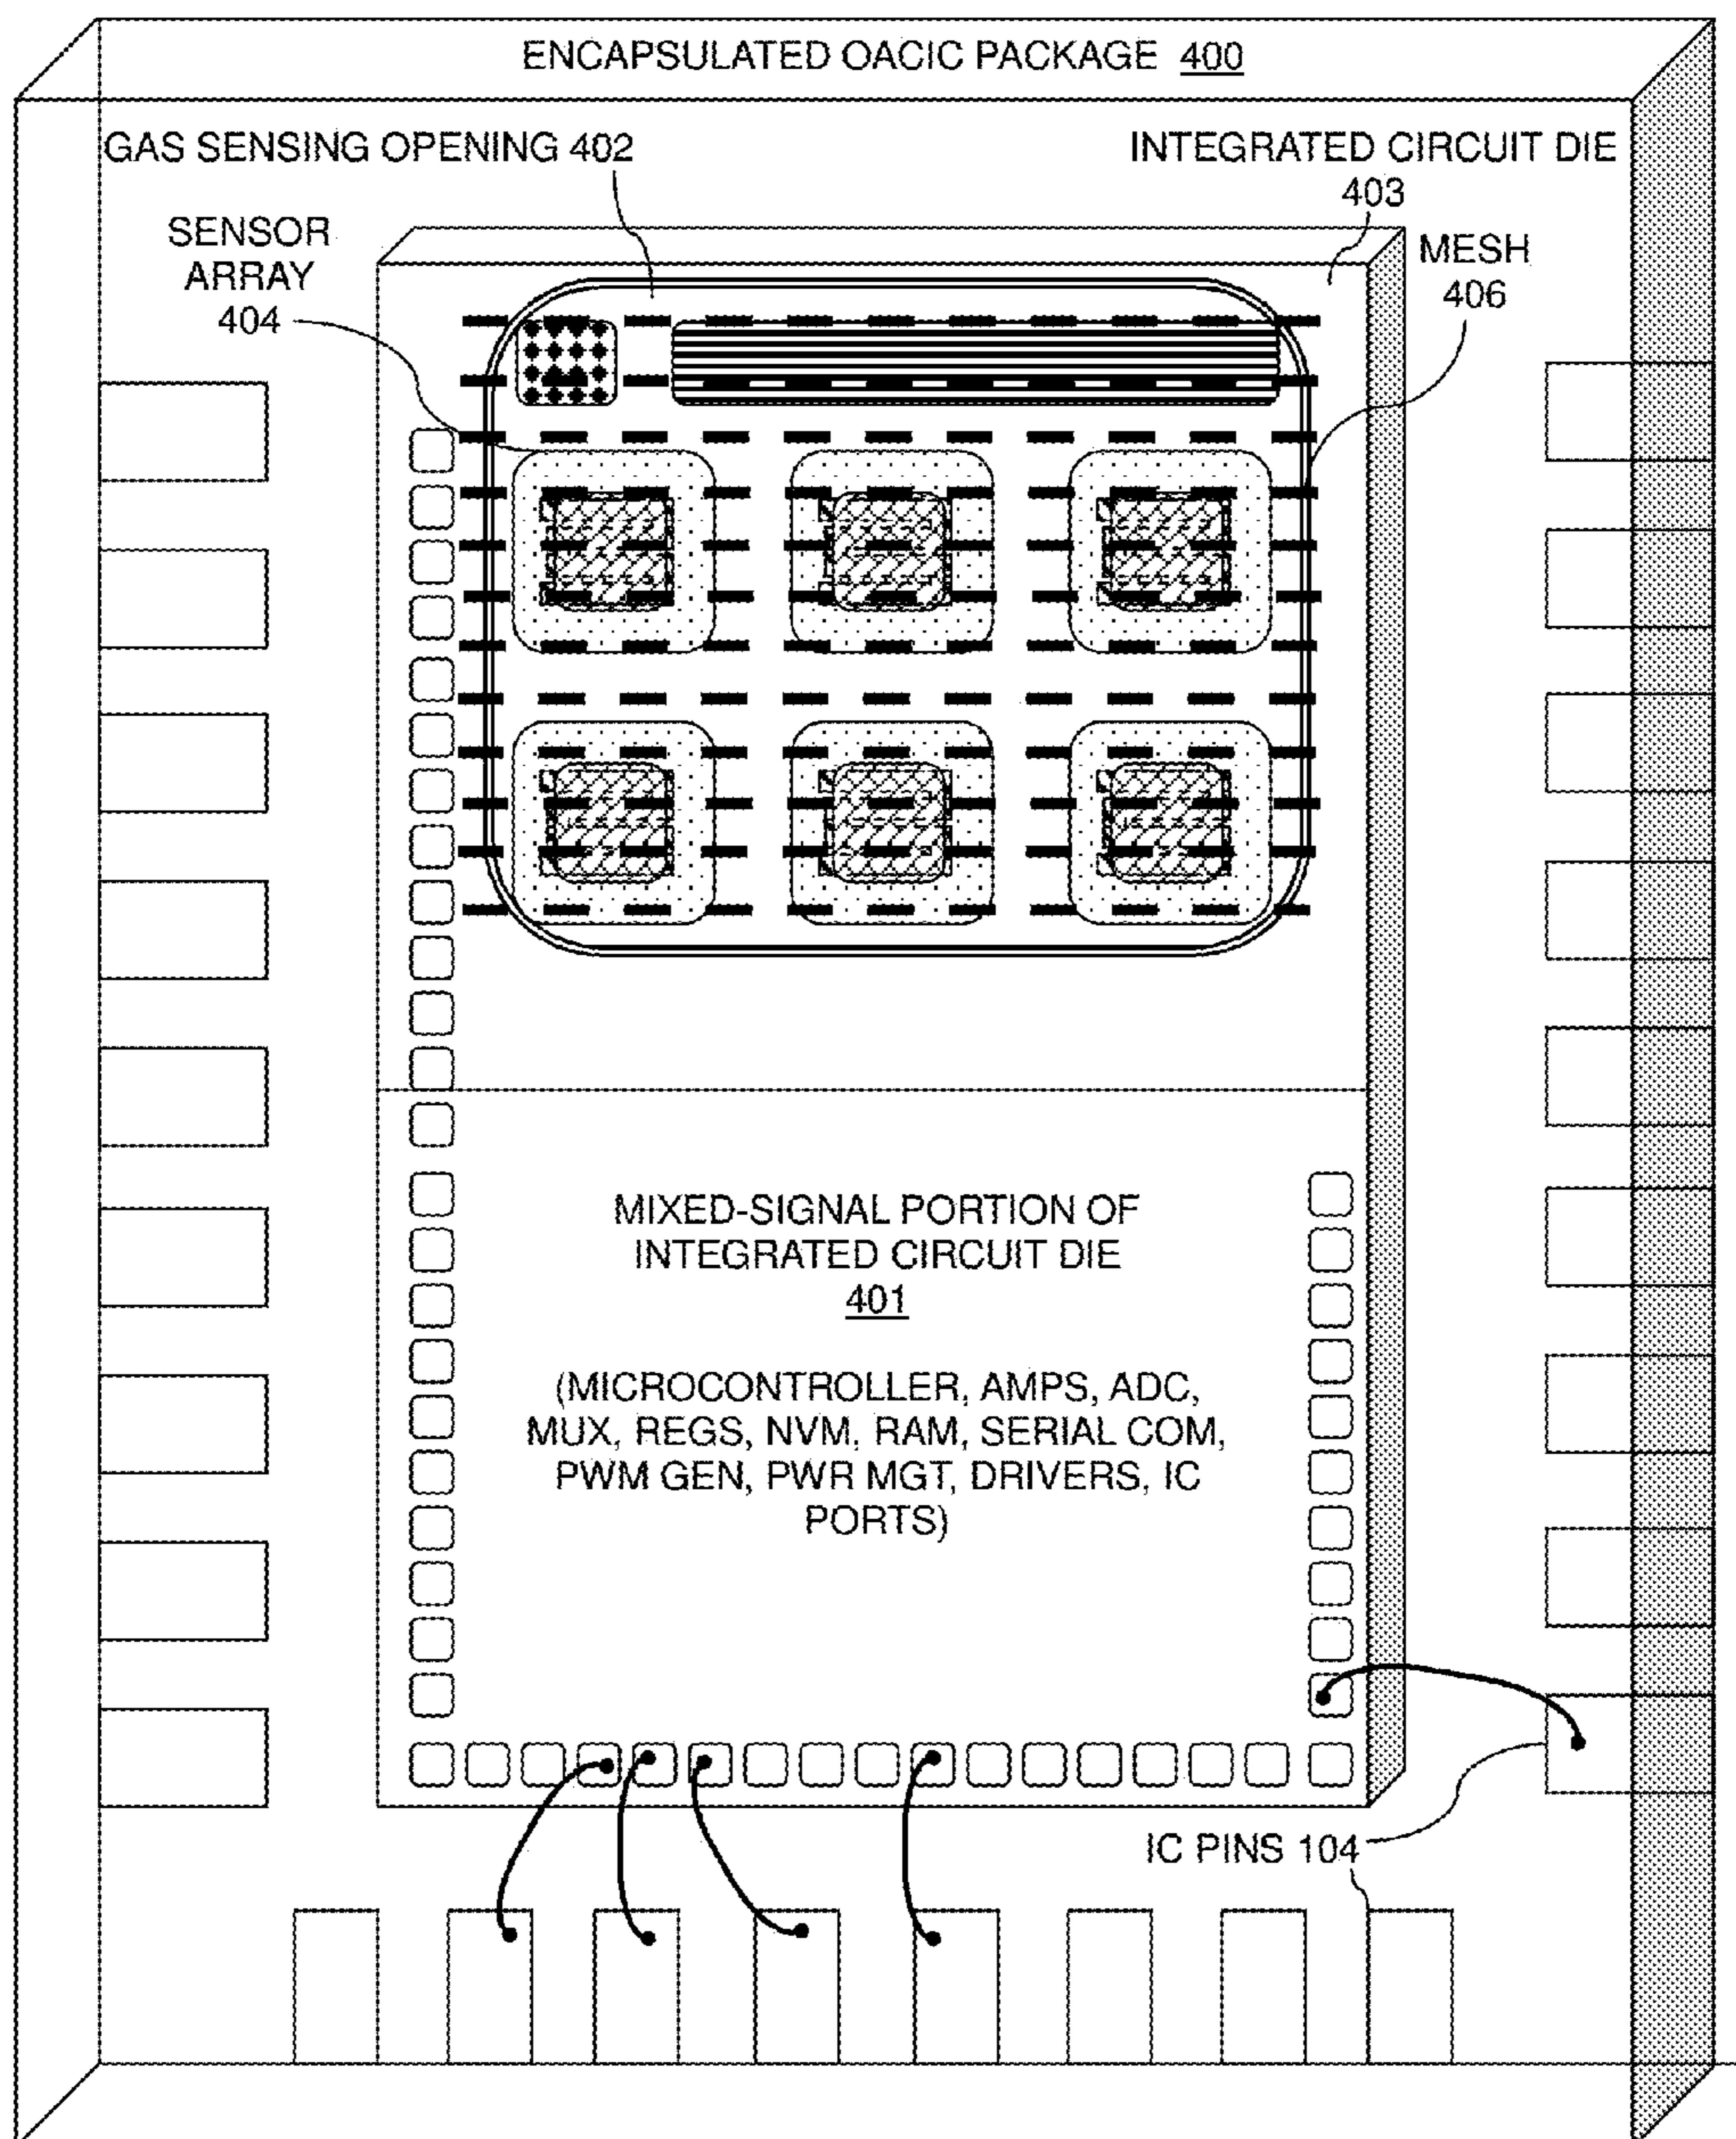 ENCAPSULATED OACIC PACKAGE 400
GAS SENSING OPENING 402
INTEGRATED CIRCUIT DIE
403
SENSOR
ARRAY
404
MESH
406
MIXED-SIGNAL PORTION OF
INTEGRATED CIRCUIT DIE
401
(MICROCONTROLLER, AMPS, ADC,
MUX, REGS, NVM, RAM, SERIAL COM,
PWM GEN, PWR MGT, DRIVERS, IC
PORTS)
IC PINS 104